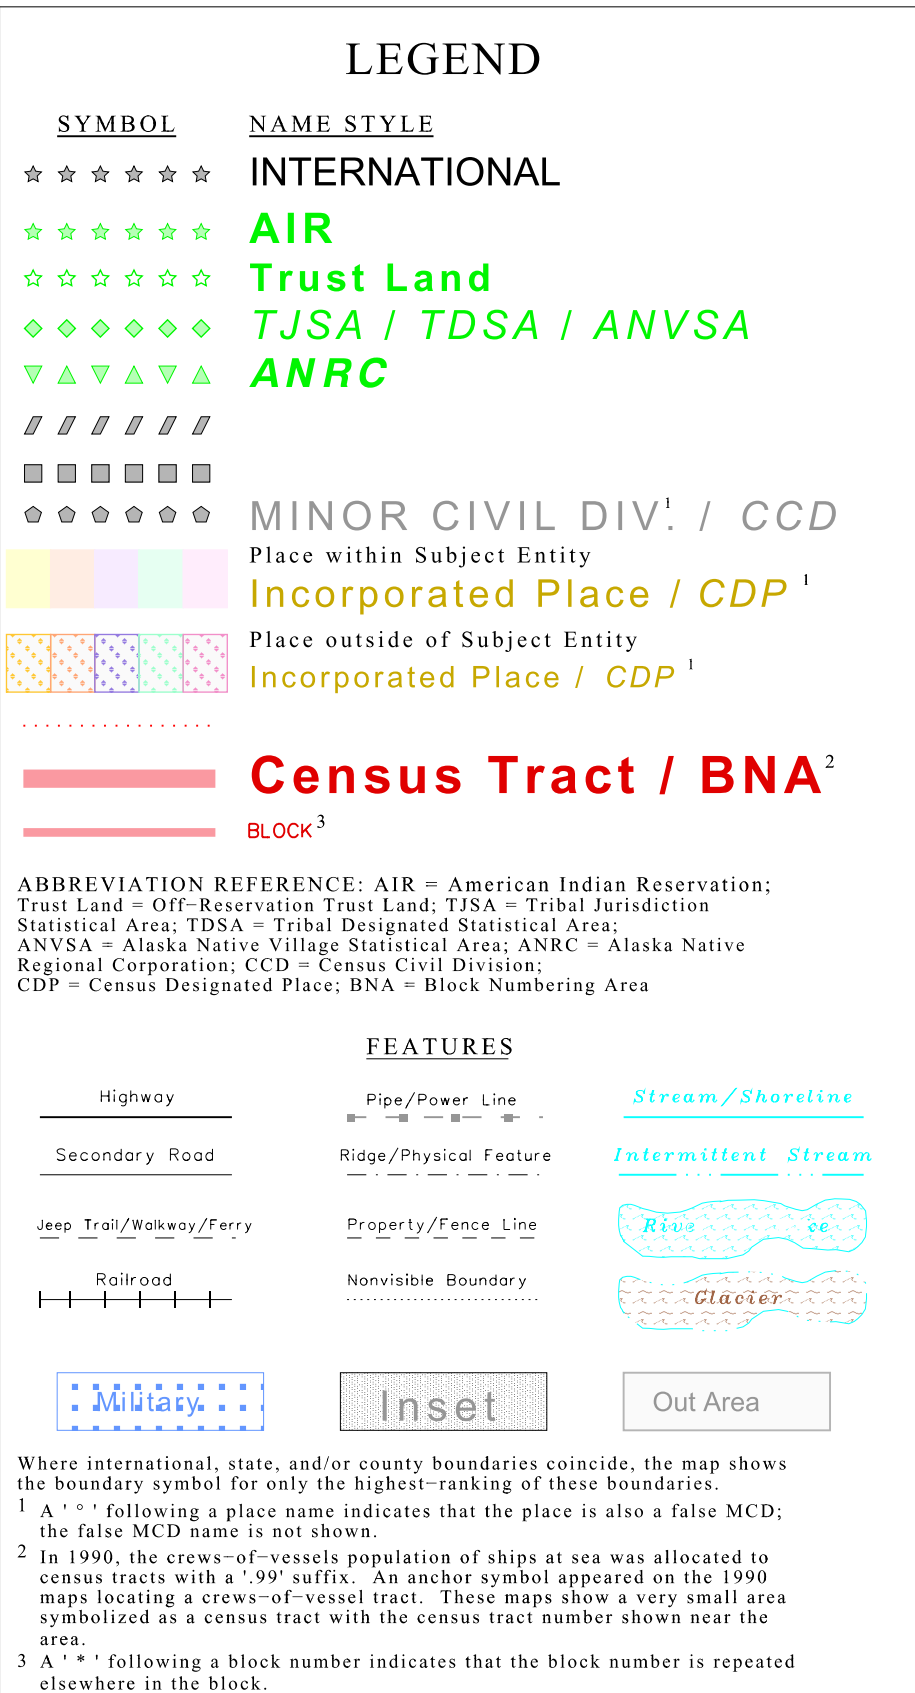 LEGEND
SYMBOL NAME STYLE
INTERNATIONAL
AIR
Trust Land
TJSA / TDSA / ANVSA
ANRC
MINOR CIVIL DIV.¹ / CCD
Place within Subject Entity
Incorporated Place / CDP ¹
Place outside of Subject Entity
Incorporated Place / CDP ¹
Census Tract / BNA²
BLOCK³
ABBREVIATION REFERENCE: AIR = American Indian Reservation;
Trust Land = Off−Reservation Trust Land; TJSA = Tribal Jurisdiction
Statistical Area; TDSA = Tribal Designated Statistical Area;
ANVSA = Alaska Native Village Statistical Area; ANRC = Alaska Native
Regional Corporation; CCD = Census Civil Division;
CDP = Census Designated Place; BNA = Block Numbering Area
FEATURES
Highway Pipe/Power Line Stream/Shoreline
Secondary Road Ridge/Physical Feature Intermittent Stream
Jeep Trail/Walkway/Ferry Property/Fence Line Rive ce
Railroad Nonvisible Boundary Glacier
Military Inset Out Area
Where international, state, and/or county boundaries coincide, the map shows
the boundary symbol for only the highest−ranking of these boundaries.
1 A ' ° ' following a place name indicates that the place is also a false MCD;
the false MCD name is not shown.
2 In 1990, the crews−of−vessels population of ships at sea was allocated to
census tracts with a '.99' suffix. An anchor symbol appeared on the 1990
maps locating a crews−of−vessel tract. These maps show a very small area
symbolized as a census tract with the census tract number shown near the
area.
3 A ' * ' following a block number indicates that the block number is repeated
elsewhere in the block.